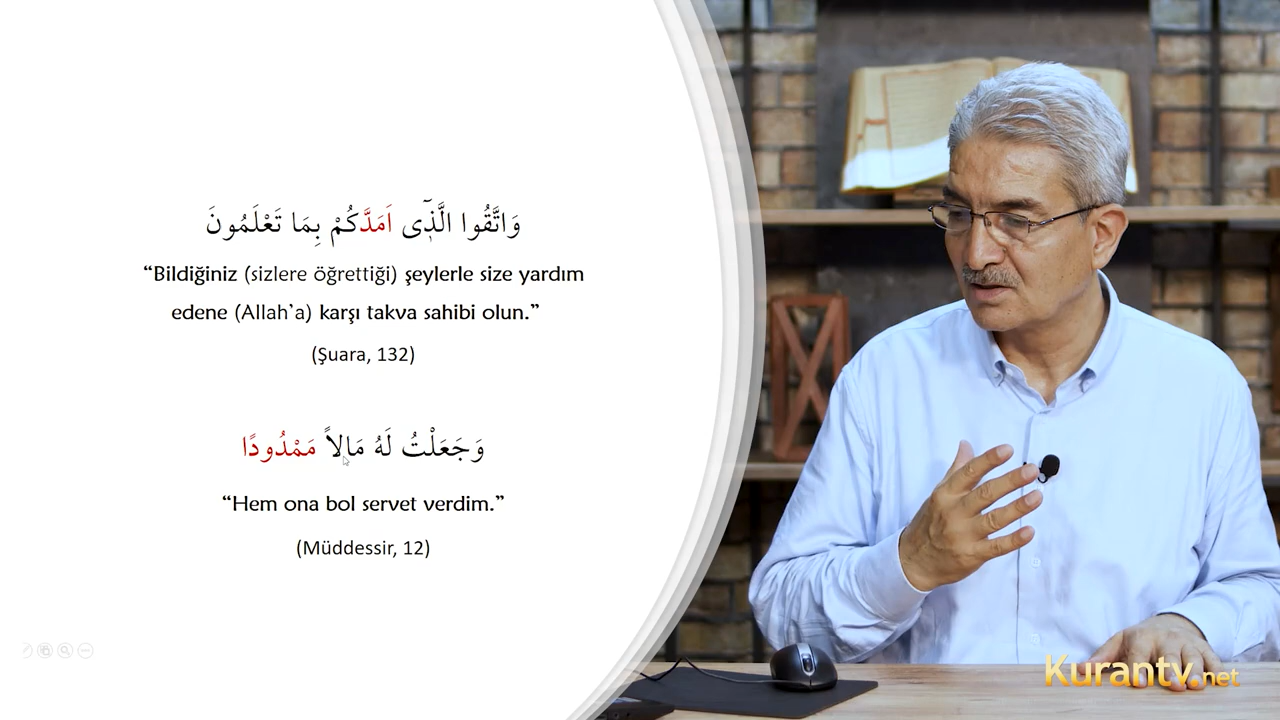 وَاتَّقُوا الَّذٖٓى اَمَدَّكُمْ بِمَا تَعْلَمُونَ
“Bildiğiniz (sizlere öğrettiği) şeylerle size yardım
edene (Allah’a) karşı takva sahibi olun.”
(Şuara, 132)
وَجَعَلْتُ لَهُ مَالاً مَمْدُودًا
“Hem ona bol servet verdim.”
(Müddessir, 12)
Kurantv.net